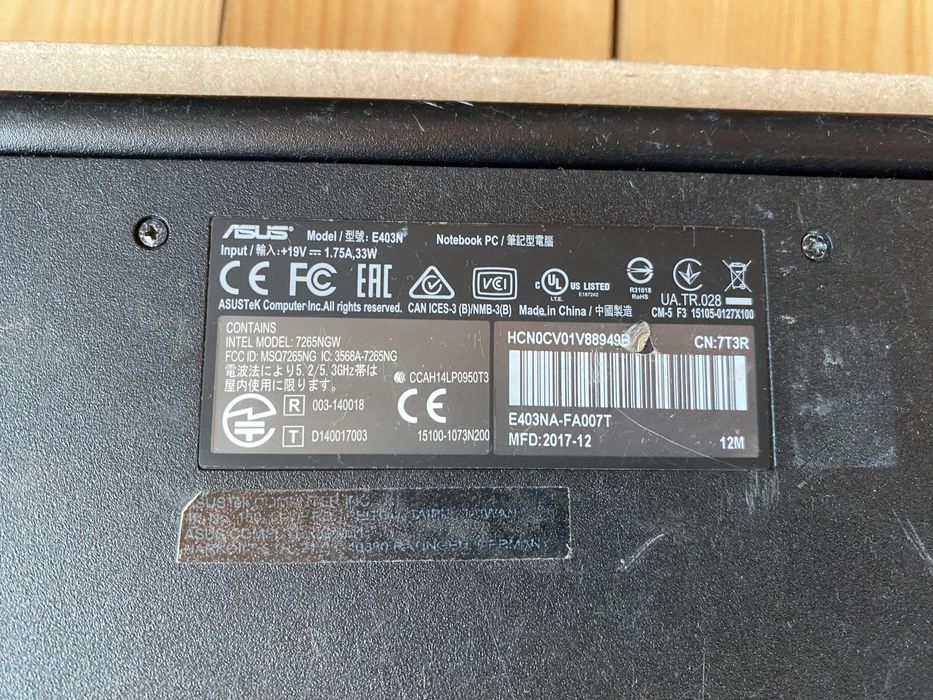 ASUS Model / 型號: E403N Notebook PC / 筆記型電腦
Input / 輸入:+19V 1.75A,33W
CE FC EAC VCI C UL US LISTED
I.T.E. E187242
R31018
RoHS
UA.TR.028
ASUSTeK Computer Inc.All rights reserved. CAN ICES-3 (B)/NMB-3(B) Made in China / 中國製造 CM-5 F3 15105-0127X100
CONTAINS
INTEL MODEL: 7265NGW
FCC ID: MSQ7265NG IC: 3568A-7265NG
電波法により5.2/5.3GHz帯は
屋内使用に限ります.
CCAH14LP0950T3
R 003-140018
CE
T D140017003
15100-1073N200
HCN0CV01V88949B CN:7T3R
E403NA-FA007T
MFD:2017-12 12M
TAIPEI, TAIWAN
GERMANY